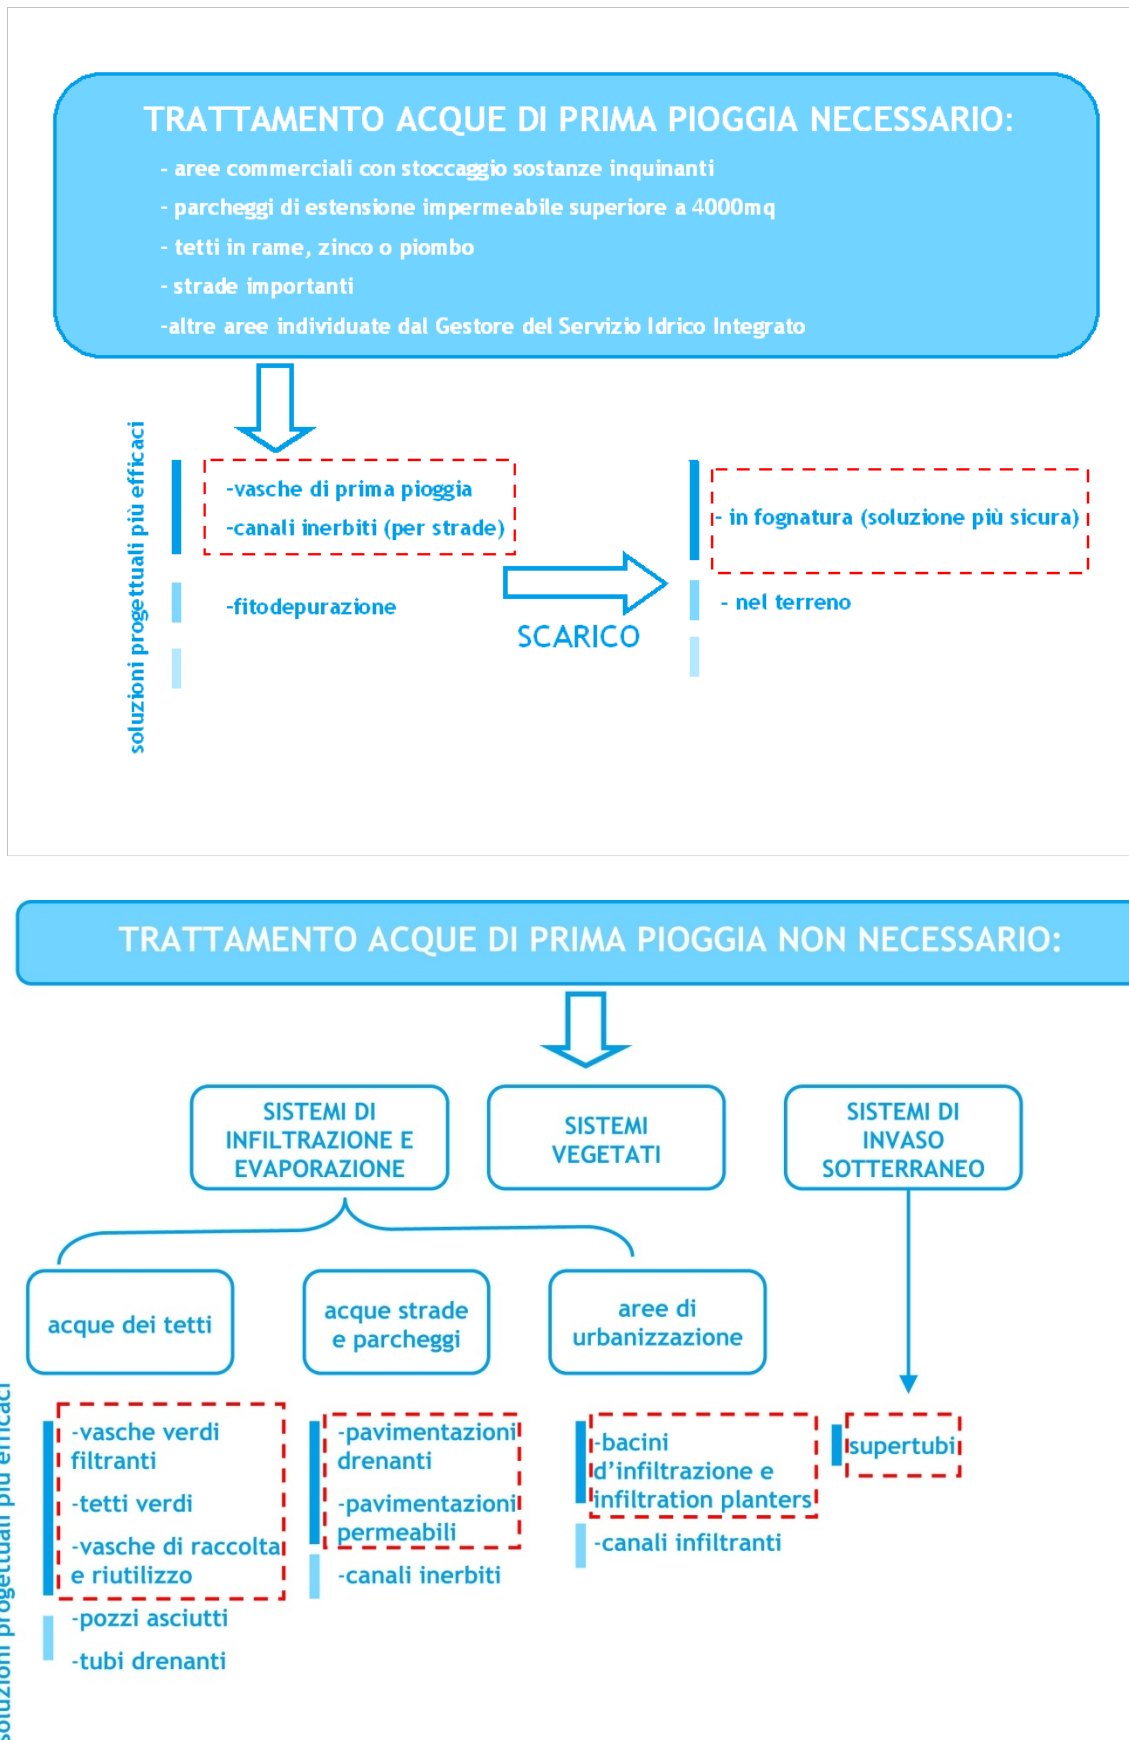 TRATTAMENTO ACQUE DI PRIMA PIOGGIA NECESSARIO:
- aree commerciali con stoccaggio sostanze inquinanti
- parcheggi di estensione impermeabile superiore a 4000mq
- tetti in rame, zinco o piombo
- strade importanti
-altre aree individuate dal Gestore del Servizio Idrico Integrato
soluzioni progettuali più efficaci
-vasche di prima pioggia
-canali inerbiti (per strade)
-fitodepurazione
SCARICO
- in fognatura (soluzione più sicura)
- nel terreno
TRATTAMENTO ACQUE DI PRIMA PIOGGIA NON NECESSARIO:
SISTEMI DI
INFILTRAZIONE E
EVAPORAZIONE
SISTEMI
VEGETATI
SISTEMI DI
INVASO
SOTTERRANEO
acque dei tetti
acque strade
e parcheggi
aree di
urbanizzazione
soluzioni progettuali più efficaci
-vasche verdi
filtranti
-tetti verdi
-vasche di raccolta
e riutilizzo
-pozzi asciutti
-tubi drenanti
-pavimentazioni
drenanti
-pavimentazioni
permeabili
-canali inerbiti
-bacini
d'infiltrazione e
infiltration planters
-canali infiltranti
supertubi